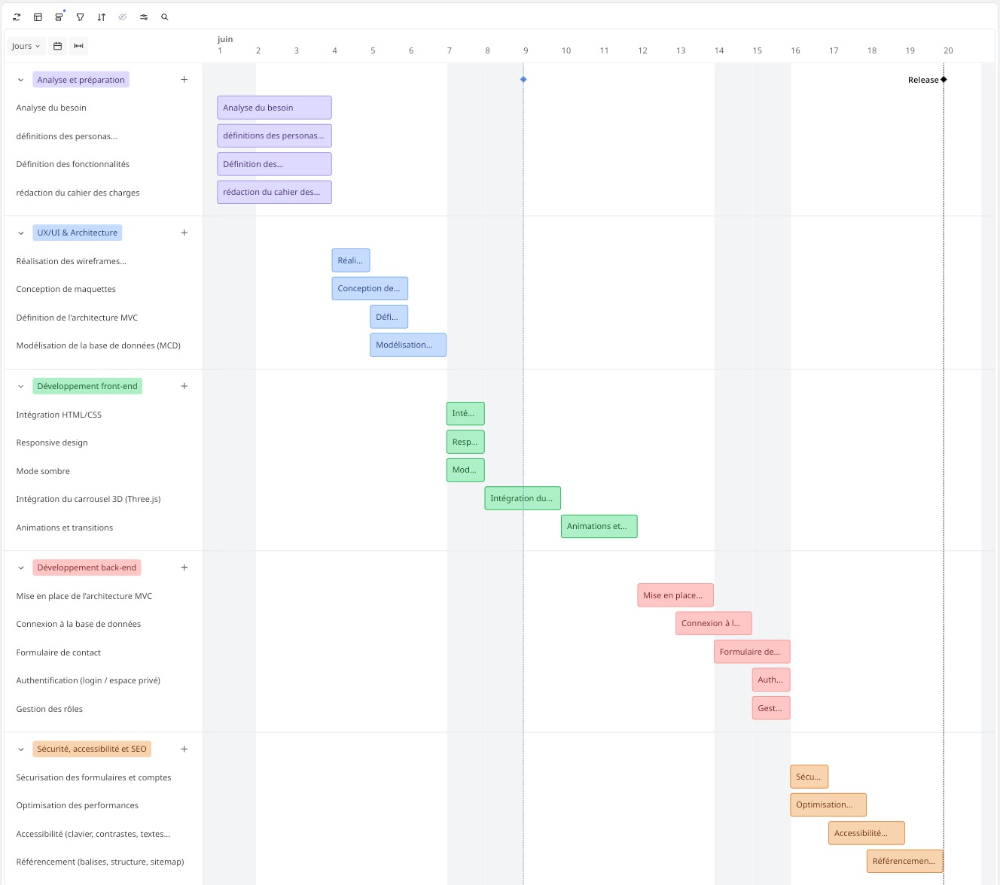 juin
Jours
1 2 3 4 5 6 7 8 9 10 11 12 13 14 15 16 17 18 19 20
Analyse et préparation
Release
Analyse du besoin
Analyse du besoin
définitions des personas...
définitions des personas...
Définition des fonctionnalités
Définition des...
rédaction du cahier des charges
rédaction du cahier des...
UX/UI & Architecture
Réalisation des wireframes...
Réali...
Conception de maquettes
Conception de...
Définition de l'architecture MVC
Défi...
Modélisation de la base de données (MCD)
Modélisation...
Développement front-end
Intégration HTML/CSS
Inté...
Responsive design
Resp...
Mode sombre
Mod...
Intégration du carrousel 3D (Three.js)
Intégration du...
Animations et transitions
Animations et...
Développement back-end
Mise en place de l'architecture MVC
Mise en place...
Connexion à la base de données
Connexion à l...
Formulaire de contact
Formulaire de...
Authentification (login / espace privé)
Auth...
Gestion des rôles
Gest...
Sécurité, accessibilité et SEO
Sécurisation des formulaires et comptes
Sécu...
Optimisation des performances
Optimisation...
Accessibilité (clavier, contrastes, textes...
Accessibilité...
Référencement (balises, structure, sitemap)
Référencemen...